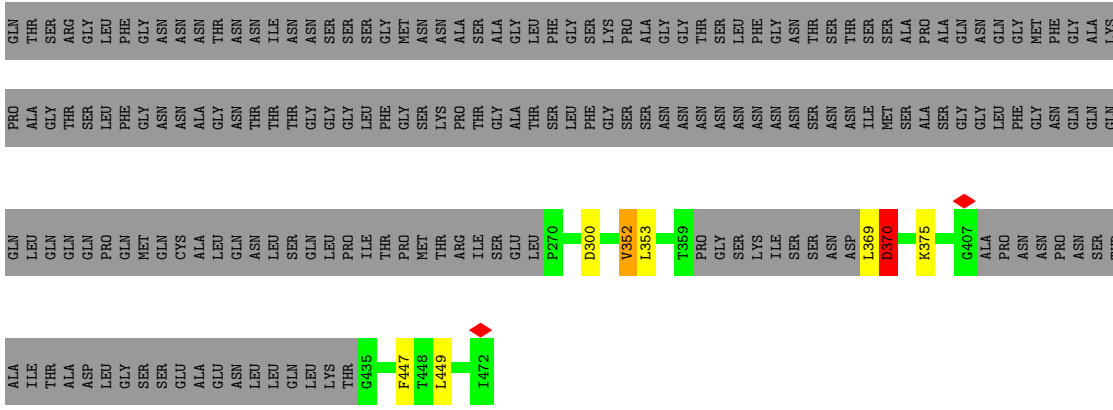 GLN THR SER ARG GLY LEU PHE GLY ASN ASN ASN THR ASN ASN ILE ASN ASN SER SER SER GLY MET ASN ASN ALA SER ALA GLY LEU PHE GLY SER LYS PRO ALA GLY GLY THR SER LEU PHE GLY ASN THR SER ASN THR SER SER ALA PRO ALA GLN ASN GLN GLY MET PHE GLY ALA LYS
PRO ALA GLY THR SER LEU PHE GLY ASN ASN ALA GLY ASN THR THR THR GLY GLY GLY LEU PHE GLY SER LYS PRO THR GLY ALA THR SER LEU PHE GLY SER SER ASN ASN ASN ASN ASN ASN ASN ASN SER ASN ASN ILE MET SER ALA SER GLY GLY LEU PHE GLY ASN GLN GLN GLN
GLN LEU GLN GLN GLN PRO GLN MET GLN CYS ALA LEU GLN ASN LEU SER GLN LEU PRO ILE THR PRO MET THR ARG ILE SER GLU LEU P270 D300 V352 L353 T359 PRO GLY SER LYS ILE SER SER ASN ASP L369 D370 K375 G407 ALA PRO ASN ASN PRO ASN SER
ALA ILE THR ALA ASP LEU GLY SER SER GLU ALA GLU ASN LEU LEU GLN LEU LYS THR G435 F447 T448 L449 I472